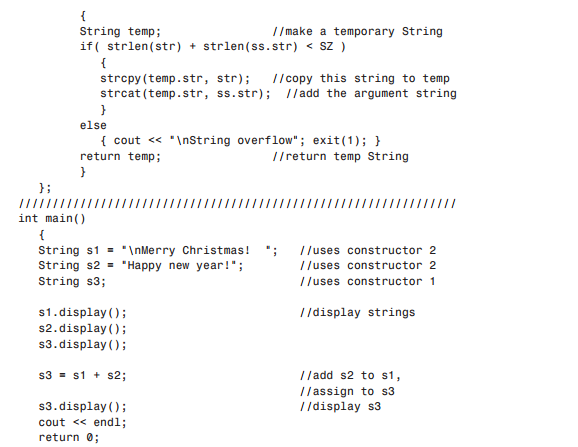 {
String temp; //make a temporary String
if( strlen(str) + strlen(ss.str) < SZ )
{
strcpy(temp.str, str); //copy this string to temp
strcat(temp.str, ss.str); //add the argument string
}
else
{ cout << "\nString overflow"; exit(1); }
return temp; //return temp String
}
};
////////////////////////////////////////////////////////////////
int main()
{
String s1 = "\nMerry Christmas!  "; //uses constructor 2
String s2 = "Happy new year!"; //uses constructor 2
String s3; //uses constructor 1
s1.display(); //display strings
s2.display();
s3.display();
s3 = s1 + s2; //add s2 to s1,
//assign to s3
s3.display(); //display s3
cout << endl;
return 0;